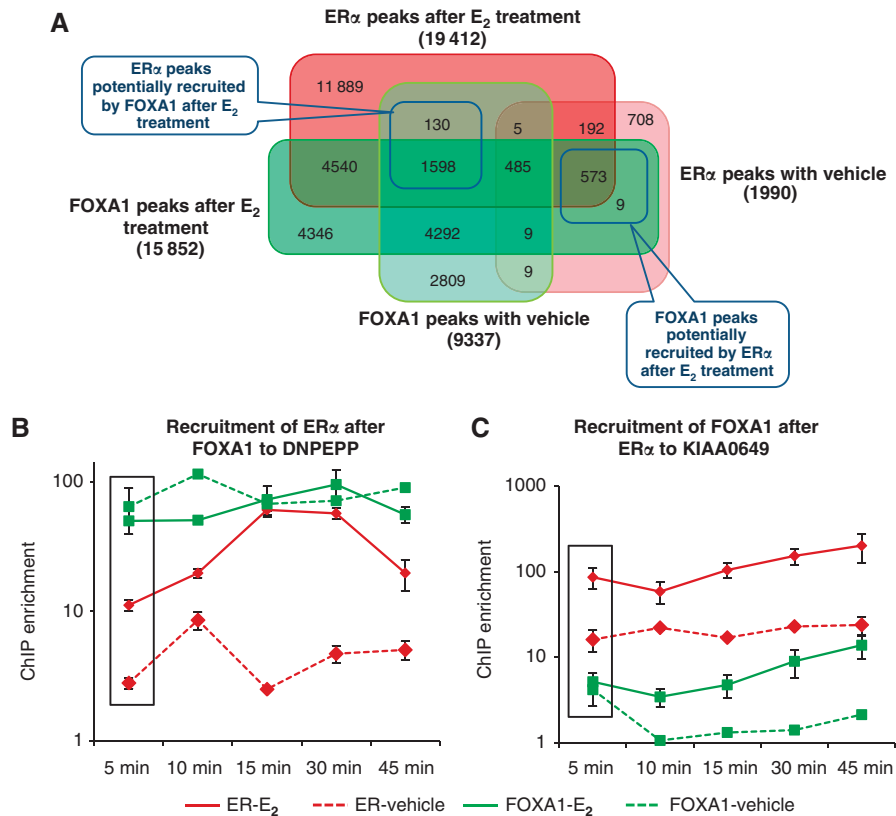 A
ERα peaks after E2 treatment
(19 412)
ERα peaks
potentially recruited
by FOXA1 after E2
treatment
11 889
130
5
192
708
4540
1598
485
573
9
ERα peaks with vehicle
(1990)
FOXA1 peaks after E2
treatment
(15 852)
4346
4292
9
2809
9
FOXA1 peaks with vehicle
(9337)
FOXA1 peaks
potentially
recruited by ERα
after E2 treatment
B
Recruitment of ERα after
FOXA1 to DNPEPP
ChIP enrichment
100
10
1
5 min 10 min 15 min 30 min 45 min
C
Recruitment of FOXA1 after
ERα to KIAA0649
ChIP enrichment
1000
100
10
1
5 min 10 min 15 min 30 min 45 min
ER-E2 ER-vehicle FOXA1-E2 FOXA1-vehicle